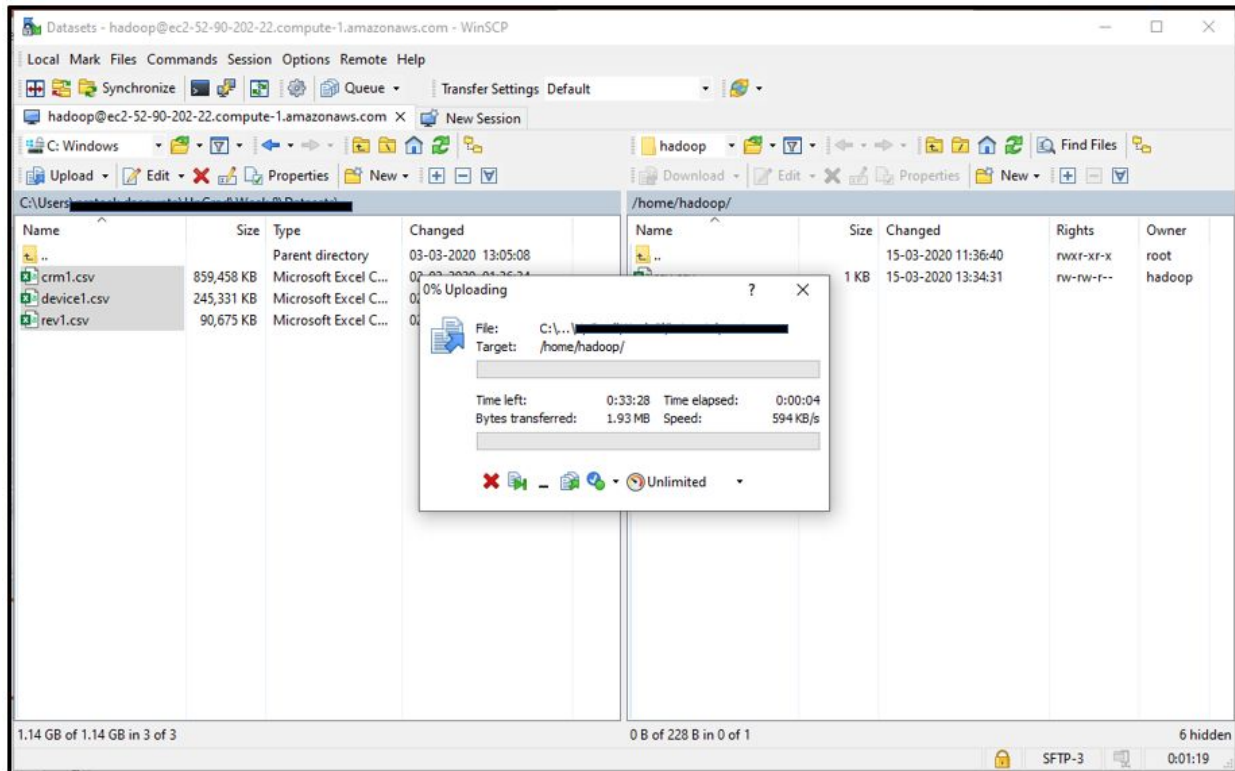 Datasets - hadoop@ec2-52-90-202-22.compute-1.amazonaws.com - WinSCP
Local Mark Files Commands Session Options Remote Help
Synchronize Queue Transfer Settings Default
hadoop@ec2-52-90-202-22.compute-1.amazonaws.com New Session
C: Windows hadoop Find Files
Upload Edit Properties New Download Edit Properties New
C:\Users /home/hadoop/
Name Size Type Changed Name Size Changed Rights Owner
.. Parent directory 03-03-2020 13:05:08 .. 15-03-2020 11:36:40 rwxr-xr-x root
crm1.csv 859,458 KB Microsoft Excel C... 1 KB 15-03-2020 13:34:31 rw-rw-r-- hadoop
device1.csv 245,331 KB Microsoft Excel C...
rev1.csv 90,675 KB Microsoft Excel C...
0% Uploading ?
File: C:\...\
Target: /home/hadoop/
Time left: 0:33:28 Time elapsed: 0:00:04
Bytes transferred: 1.93 MB Speed: 594 KB/s
Unlimited
1.14 GB of 1.14 GB in 3 of 3 0 B of 228 B in 0 of 1 6 hidden
SFTP-3 0:01:19